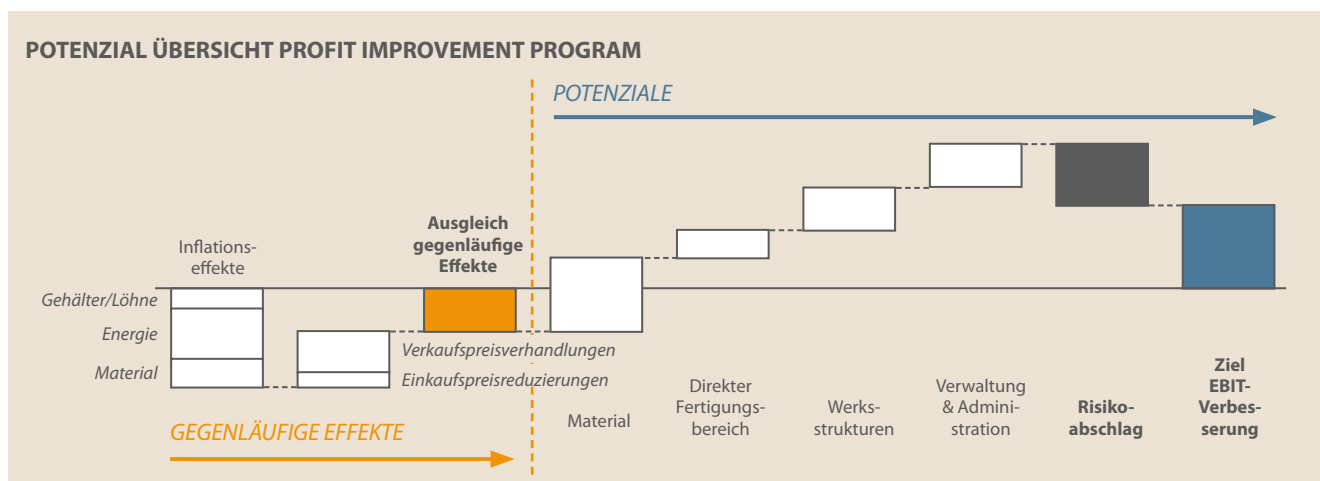 POTENZIAL ÜBERSICHT PROFIT IMPROVEMENT PROGRAM
POTENZIALE
Inflations-
effekte
Gehälter/Löhne
Energie
Material
Ausgleich
gegenläufige
Effekte
Verkaufspreisverhandlungen
Einkaufspreisreduzierungen
GEGENLÄUFIGE EFFEKTE
Material
Direkter
Fertigungs-
bereich
Werks-
strukturen
Verwaltung
& Admini-
stration
Risiko-
abschlag
Ziel
EBIT-
Verbes-
serung